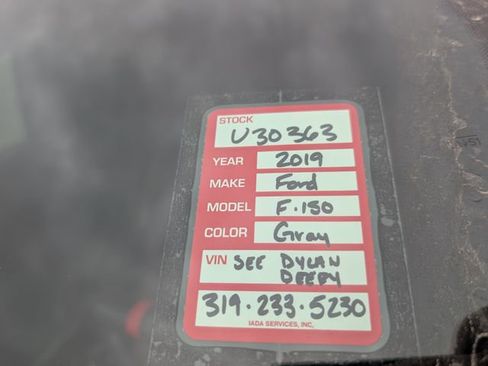 STOCK
U30363
YEAR 2019
MAKE Ford
MODEL F-150
COLOR Gray
VIN SEE DYLAN
DEERY
319-233-5230
IADA SERVICES, INC.